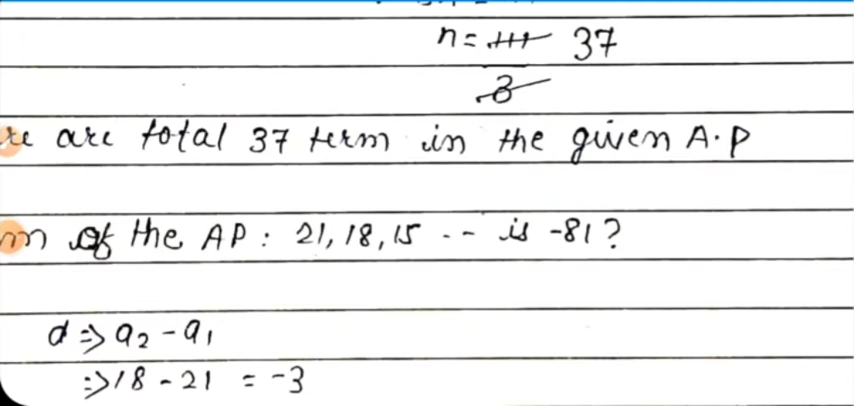 n = 111 37
3
are total 37 term in the given A.P
of the AP : 21, 18, 15 -- is -81?
d => a2 - a1
=> 18 - 21 = -3